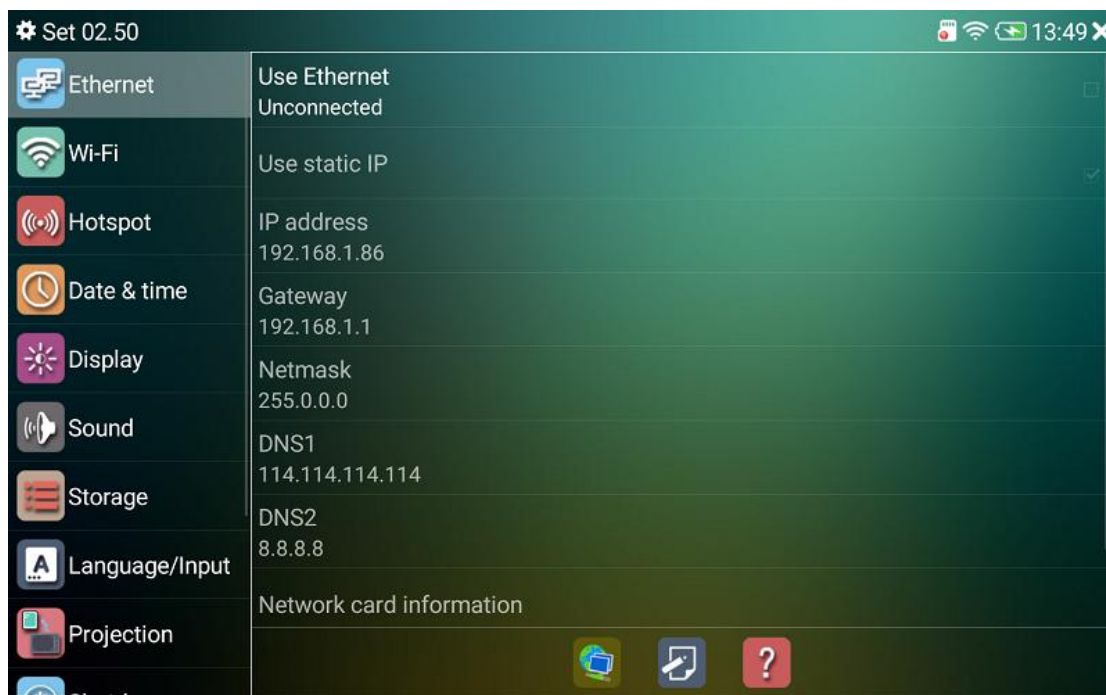 Set 02.50
13:49
Ethernet
Wi-Fi
Hotspot
Date & time
Display
Sound
Storage
Language/Input
Projection
Use Ethernet
Unconnected
Use static IP
IP address
192.168.1.86
Gateway
192.168.1.1
Netmask
255.0.0.0
DNS1
114.114.114.114
DNS2
8.8.8.8
Network card information